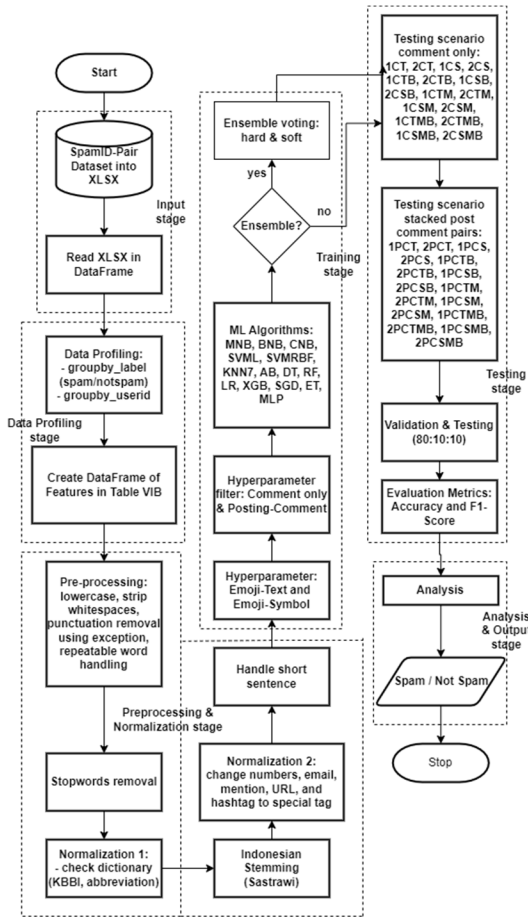 Start
SpamID-Pair
Dataset into
XLSX
Input
stage
Read XLSX in
DataFrame
Data Profiling:
- groupby_label
(spam/notspam)
- groupby_userid
Data Profiling
stage
Create DataFrame of
Features in Table VIB
Pre-processing:
lowercase, strip
whitespaces,
punctuation removal
using exception,
repeatable word
handling
Preprocessing &
Normalization stage
Stopwords removal
Normalization 1:
- check dictionary
(KBBI, abbreviation)
Indonesian
Stemming
(Sastrawi)
Normalization 2:
change numbers, email,
mention, URL, and
hashtag to special tag
Handle short
sentence
Hyperparameter:
Emoji-Text and
Emoji-Symbol
Hyperparameter
filter: Comment only
& Posting-Comment
ML Algorithms:
MNB, BNB, CNB,
SVML, SVMRBF,
KNN7, AB, DT, RF,
LR, XGB, SGD, ET,
MLP
Training
stage
Ensemble?
yes
no
Ensemble voting:
hard & soft
Testing scenario
comment only:
1CT, 2CT, 1CS, 2CS,
1CTB, 2CTB, 1CSB,
2CSB, 1CTM, 2CTM,
1CSM, 2CSM,
1CTMB, 2CTMB,
1CSMB, 2CSMB
Testing scenario
stacked post
comment pairs:
1PCT, 2PCT, 1PCS,
2PCS, 1PCTB,
2PCTB, 1PCSB,
2PCSB, 1PCTM,
2PCTM, 1PCSM,
2PCSM, 1PCTMB,
2PCTMB, 1PCSMB,
2PCSMB
Testing
stage
Validation & Testing
(80:10:10)
Evaluation Metrics:
Accuracy and F1-
Score
Analysis
Analysis
& Output
stage
Spam / Not Spam
Stop